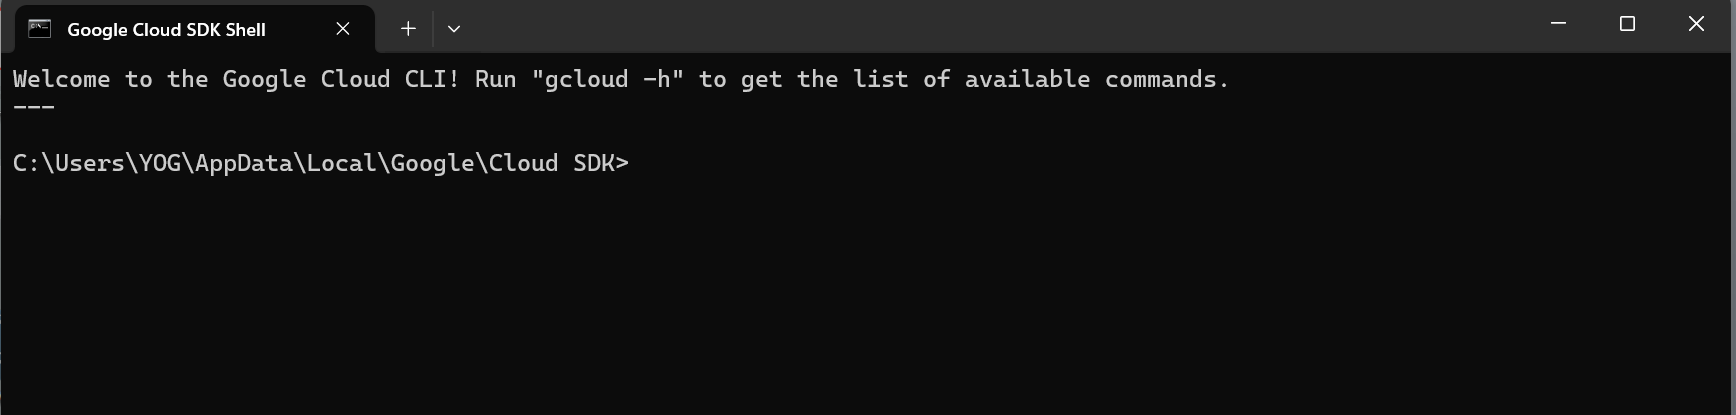 Google Cloud SDK Shell
Welcome to the Google Cloud CLI! Run "gcloud -h" to get the list of available commands.
---
C:\Users\YOG\AppData\Local\Google\Cloud SDK>